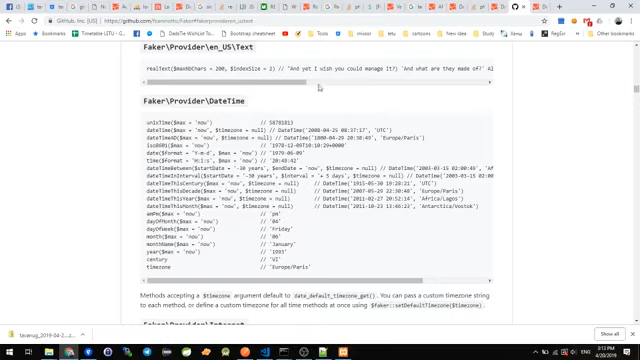 https://github.com/fzaninotto/Faker#fakerprovideren_ustext
Faker\Provider\en_US\Text
realText($maxNbChars = 200, $indexSize = 2) // "And yet I wish you could manage it?) 'And what are they made of?' Al
Faker\Provider\DateTime
unixTime($max = 'now') // 58781813
dateTime($max = 'now', $timezone = null) // DateTime('2008-04-25 08:37:17', 'UTC')
dateTimeAD($max = 'now', $timezone = null) // DateTime('1800-04-29 20:38:49', 'Europe/Paris')
iso8601($max = 'now') // '1978-12-09T10:10:29+0000'
date($format = 'Y-m-d', $max = 'now') // '1979-06-09'
time($format = 'H:i:s', $max = 'now') // '20:49:42'
dateTimeBetween($startDate = '-30 years', $endDate = 'now', $timezone = null) // DateTime('2003-03-15 02:00:49', 'Af
dateTimeInInterval($startDate = '-30 years', $interval = '+ 5 days', $timezone = null) // DateTime('2003-03-15 02
dateTimeThisCentury($max = 'now', $timezone = null) // DateTime('1915-05-30 19:28:21', 'UTC')
dateTimeThisDecade($max = 'now', $timezone = null) // DateTime('2007-05-29 22:30:48', 'Europe/Paris')
dateTimeThisYear($max = 'now', $timezone = null) // DateTime('2011-02-27 20:52:14', 'Africa/Lagos')
dateTimeThisMonth($max = 'now', $timezone = null) // DateTime('2011-10-23 13:46:23', 'Antarctica/Vostok')
amPm($max = 'now') // 'pm'
dayOfMonth($max = 'now') // '04'
dayOfWeek($max = 'now') // 'Friday'
month($max = 'now') // '06'
monthName($max = 'now') // 'January'
year($max = 'now') // '1993'
century // 'VI'
timezone // 'Europe/Paris'
Methods accepting a $timezone argument default to date_default_timezone_get(). You can pass a custom timezone string
to each method, or define a custom timezone for all time methods at once using $faker::setDefaultTimezone($timezone).
Faker\Provider\Internet
Show all
ENG
3:13 PM
4/20/2019